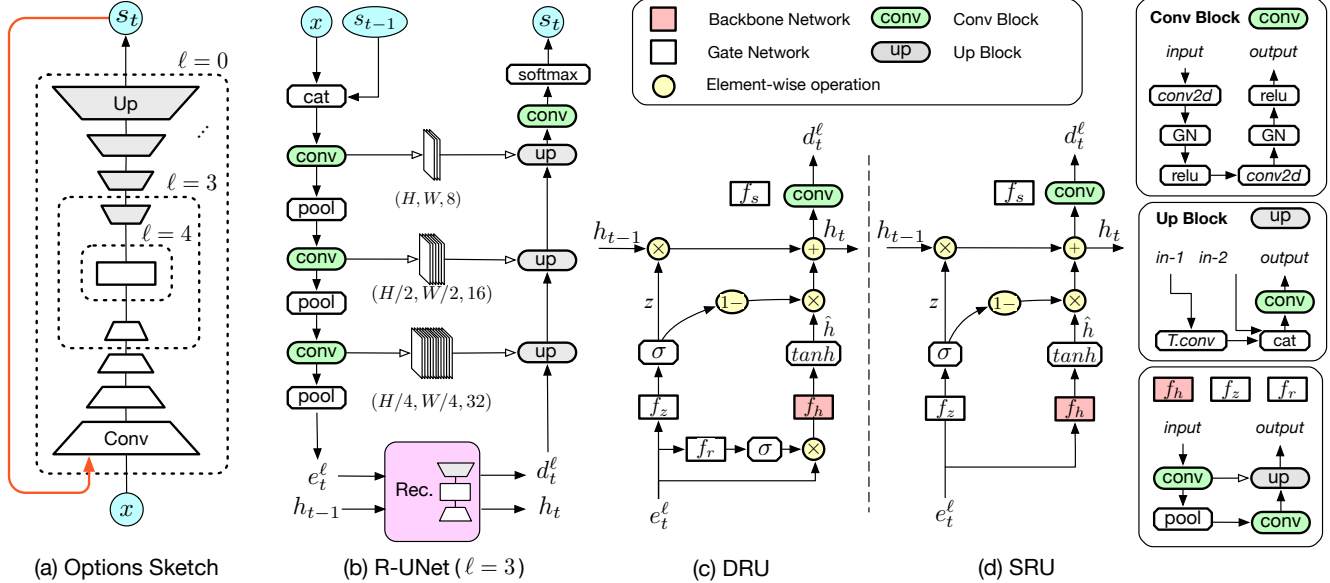 s_t
ℓ = 0
Up
ℓ = 3
ℓ = 4
Conv
x
(a) Options Sketch
x
s_{t−1}
s_t
cat
softmax
conv
conv
up
(H, W, 8)
pool
conv
up
(H/2, W/2, 16)
pool
conv
up
(H/4, W/4, 32)
pool
e_t^ℓ
Rec.
d_t^ℓ
h_{t−1}
h_t
(b) R-UNet (ℓ = 3)
Backbone Network
conv
Conv Block
Gate Network
up
Up Block
Element-wise operation
d_t^ℓ
f_s
conv
h_{t−1}
×
+
h_t
z
1−
×
ĥ
σ
tanh
f_z
f_h
f_r
σ
×
e_t^ℓ
(c) DRU
d_t^ℓ
f_s
conv
h_{t−1}
×
+
h_t
z
1−
×
ĥ
σ
tanh
f_z
f_h
e_t^ℓ
(d) SRU
Conv Block
conv
input
output
conv2d
relu
GN
GN
relu
conv2d
Up Block
up
in-1
in-2
output
conv
T.conv
cat
f_h
f_z
f_r
input
output
conv
up
pool
conv